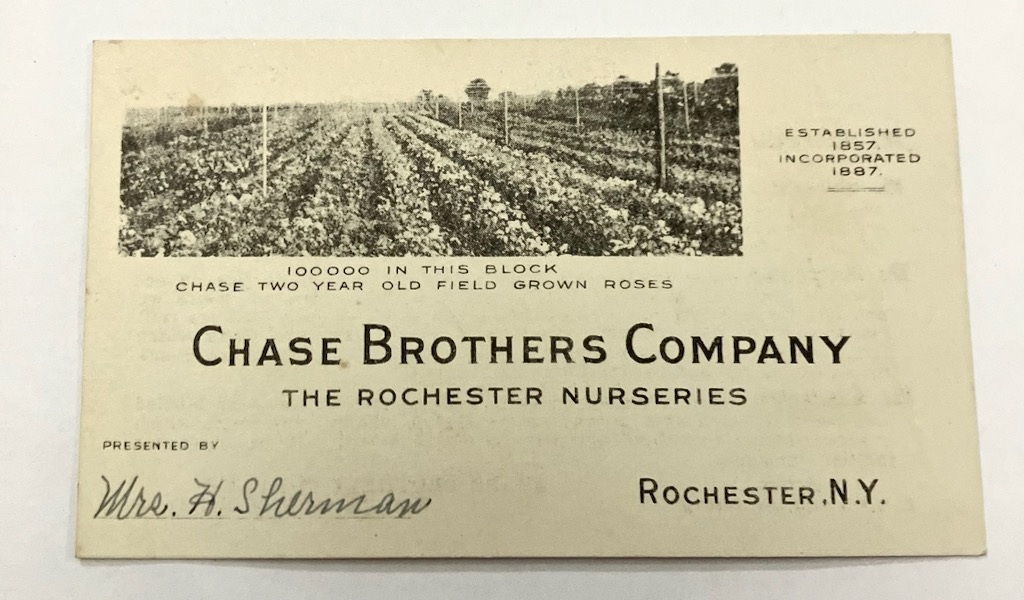 ESTABLISHED
1857.
INCORPORATED
1887.
100000 IN THIS BLOCK
CHASE TWO YEAR OLD FIELD GROWN ROSES
CHASE BROTHERS COMPANY
THE ROCHESTER NURSERIES
PRESENTED BY
Mrs. H. Sherman
ROCHESTER, N.Y.